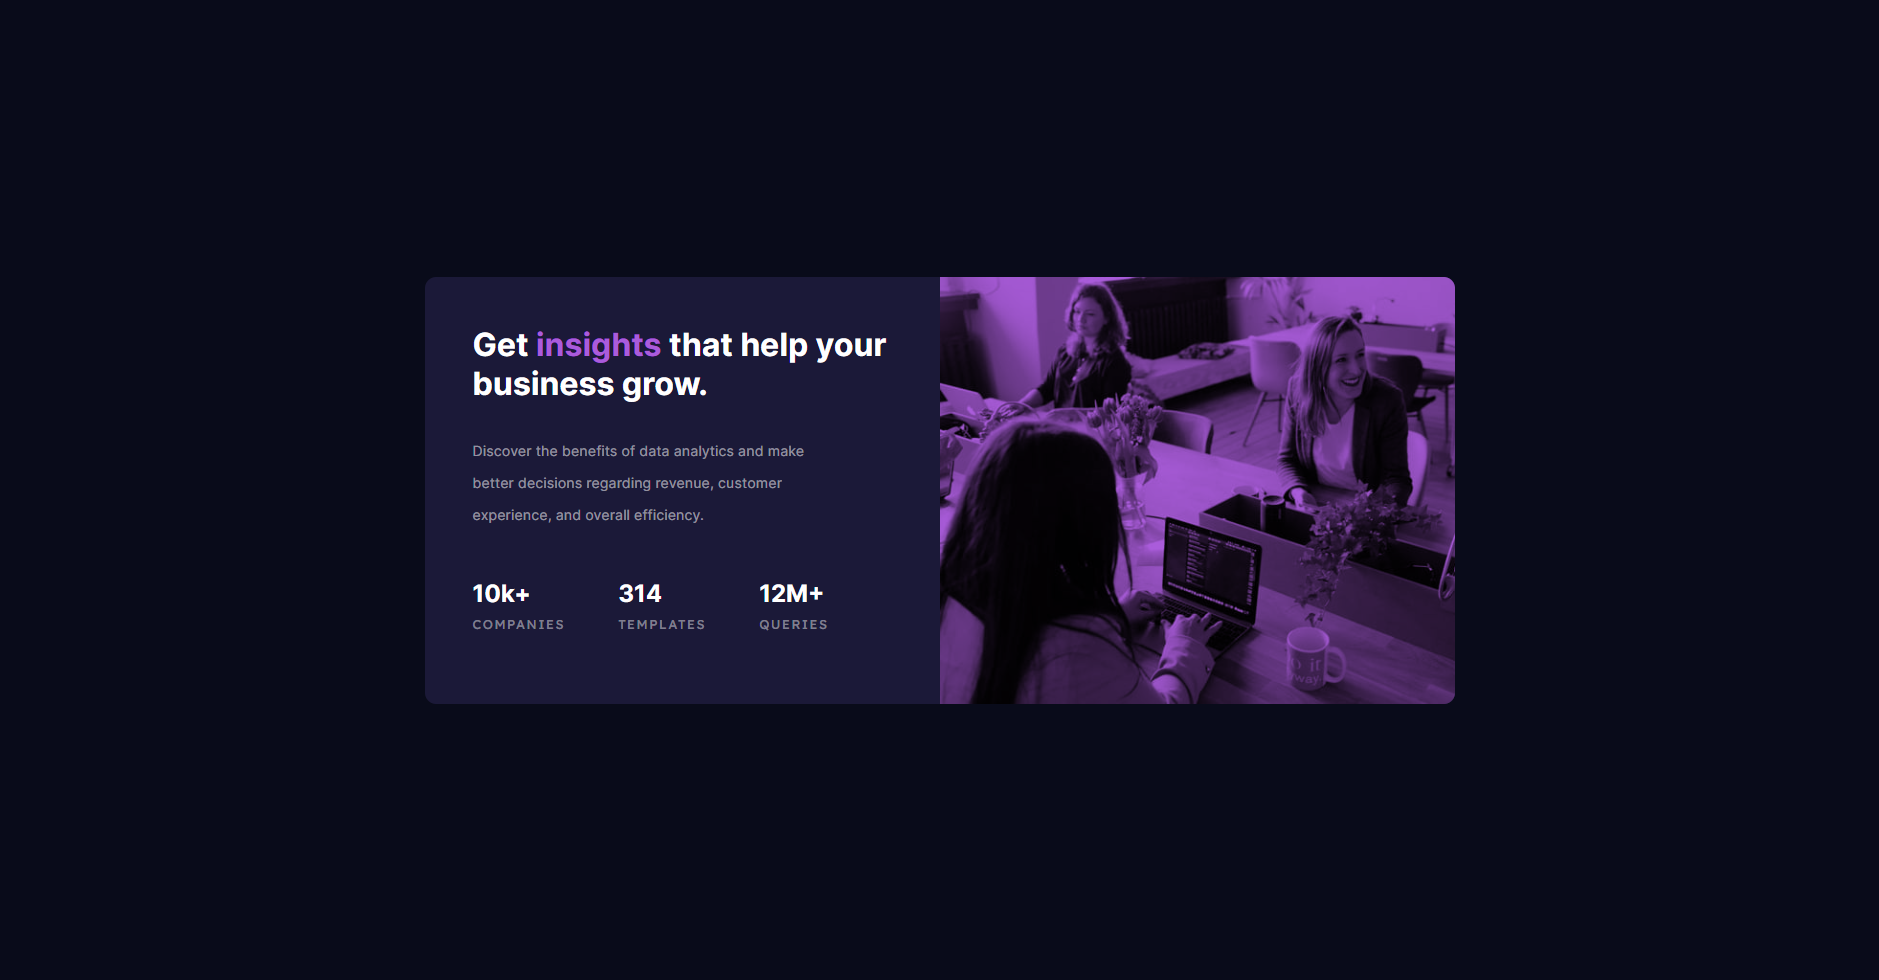 Get insights that help your
business grow.
Discover the benefits of data analytics and make
better decisions regarding revenue, customer
experience, and overall efficiency.
10k+
314
12M+
COMPANIES
TEMPLATES
QUERIES